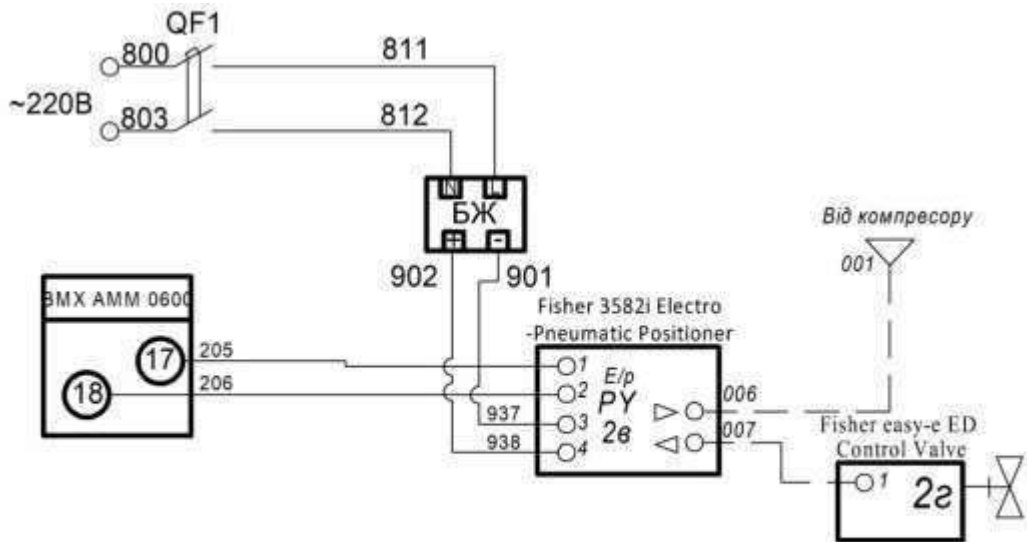 QF1
800
811
~220В
803
812
N L
БЖ
+ -
902 901
Від компресору
001
BMX AMM 0600
Fisher 3582i Electro
-Pneumatic Positioner
17
205
1
E/p
18
206
2
PY
006
937
3
2в
007
938
4
Fisher easy-e ED
Control Valve
1
2г